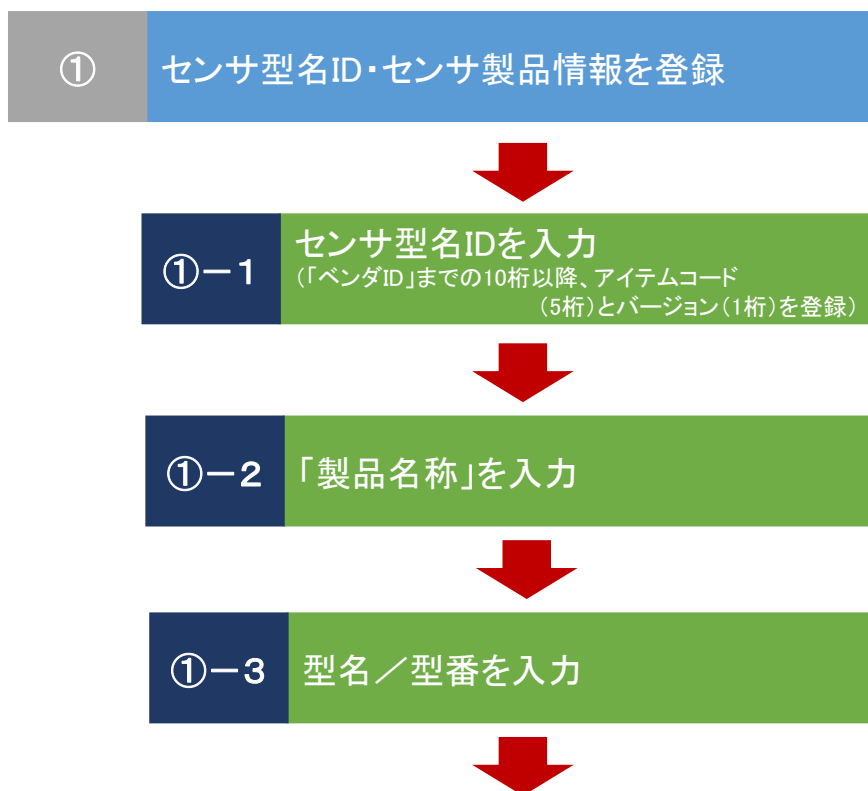 ① センサ型名ID・センサ製品情報を登録
①－１ センサ型名IDを入力
（「ベンダID」までの10桁以降、アイテムコード
（5桁）とバージョン（1桁）を登録）
①－２ 「製品名称」を入力
①－３ 型名／型番を入力